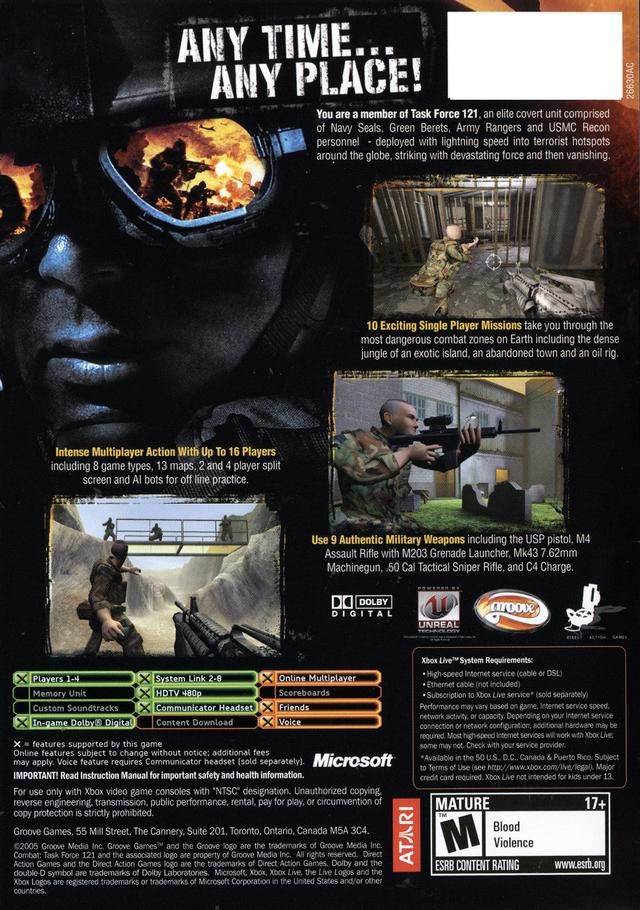 ANY TIME...
ANY PLACE!
26630AC
You are a member of Task Force 121, an elite covert unit comprised
of Navy Seals, Green Berets, Army Rangers and USMC Recon
personnel - deployed with lightning speed into terrorist hotspots
around the globe, striking with devastating force and then vanishing.
10 Exciting Single Player Missions take you through the
most dangerous combat zones on Earth including the dense
jungle of an exotic island, an abandoned town and an oil rig.
Intense Multiplayer Action With Up To 16 Players
including 8 game types, 13 maps, 2 and 4 player split
screen and AI bots for off line practice.
Use 9 Authentic Military Weapons including the USP pistol, M4
Assault Rifle with M203 Grenade Launcher, Mk43 7.62mm
Machinegun, .50 Cal Tactical Sniper Rifle, and C4 Charge.
DOLBY
DIGITAL
POWERED BY
UNREAL
TECHNOLOGY
groove
DIRECT ACTION GAMES
X Players 1-4
Memory Unit
Custom Soundtracks
X In-game Dolby® Digital
X System Link 2-8
X HDTV 480p
X Communicator Headset
Content Download
X Online Multiplayer
Scoreboards
X Friends
X Voice
X = features supported by this game
Online features subject to change without notice; additional fees
may apply. Voice feature requires Communicator headset (sold separately).
Microsoft
IMPORTANT! Read Instruction Manual for important safety and health information.
For use only with Xbox video game consoles with "NTSC" designation. Unauthorized copying,
reverse engineering, transmission, public performance, rental, pay for play, or circumvention of
copy protection is strictly prohibited.
Groove Games, 55 Mill Street, The Cannery, Suite 201, Toronto, Ontario, Canada M5A 3C4.
©2005 Groove Media Inc. Groove Games™ and the Groove logo are the trademarks of Groove Media Inc.
Combat: Task Force 121 and the associated logo are property of Groove Media Inc. All rights reserved. Direct
Action Games and the Direct Action Games logo are the trademarks of Direct Action Games. Dolby and the
double-D symbol are trademarks of Dolby Laboratories. Microsoft, Xbox, Xbox Live, the Live Logos and the
Xbox Logos are registered trademarks or trademarks of Microsoft Corporation in the United States and/or other
countries.
Xbox Live™ System Requirements:
• High-speed Internet service (cable or DSL)
• Ethernet cable (not included)
• Subscription to Xbox Live service* (sold separately)
Performance may vary based on game, Internet service speed,
network activity, or capacity. Depending on your Internet service
connection or network configuration, additional hardware may be
required. Most high-speed Internet services will work with Xbox Live;
some may not. Check with your service provider.
*Available in the 50 U.S., D.C., Canada & Puerto Rico. Subject
to Terms of Use (see http://www.xbox.com/live/legal). Major
credit card required. Xbox Live not intended for kids under 13.
ATARI
MATURE 17+
M
TM
Blood
Violence
ESRB CONTENT RATING www.esrb.org